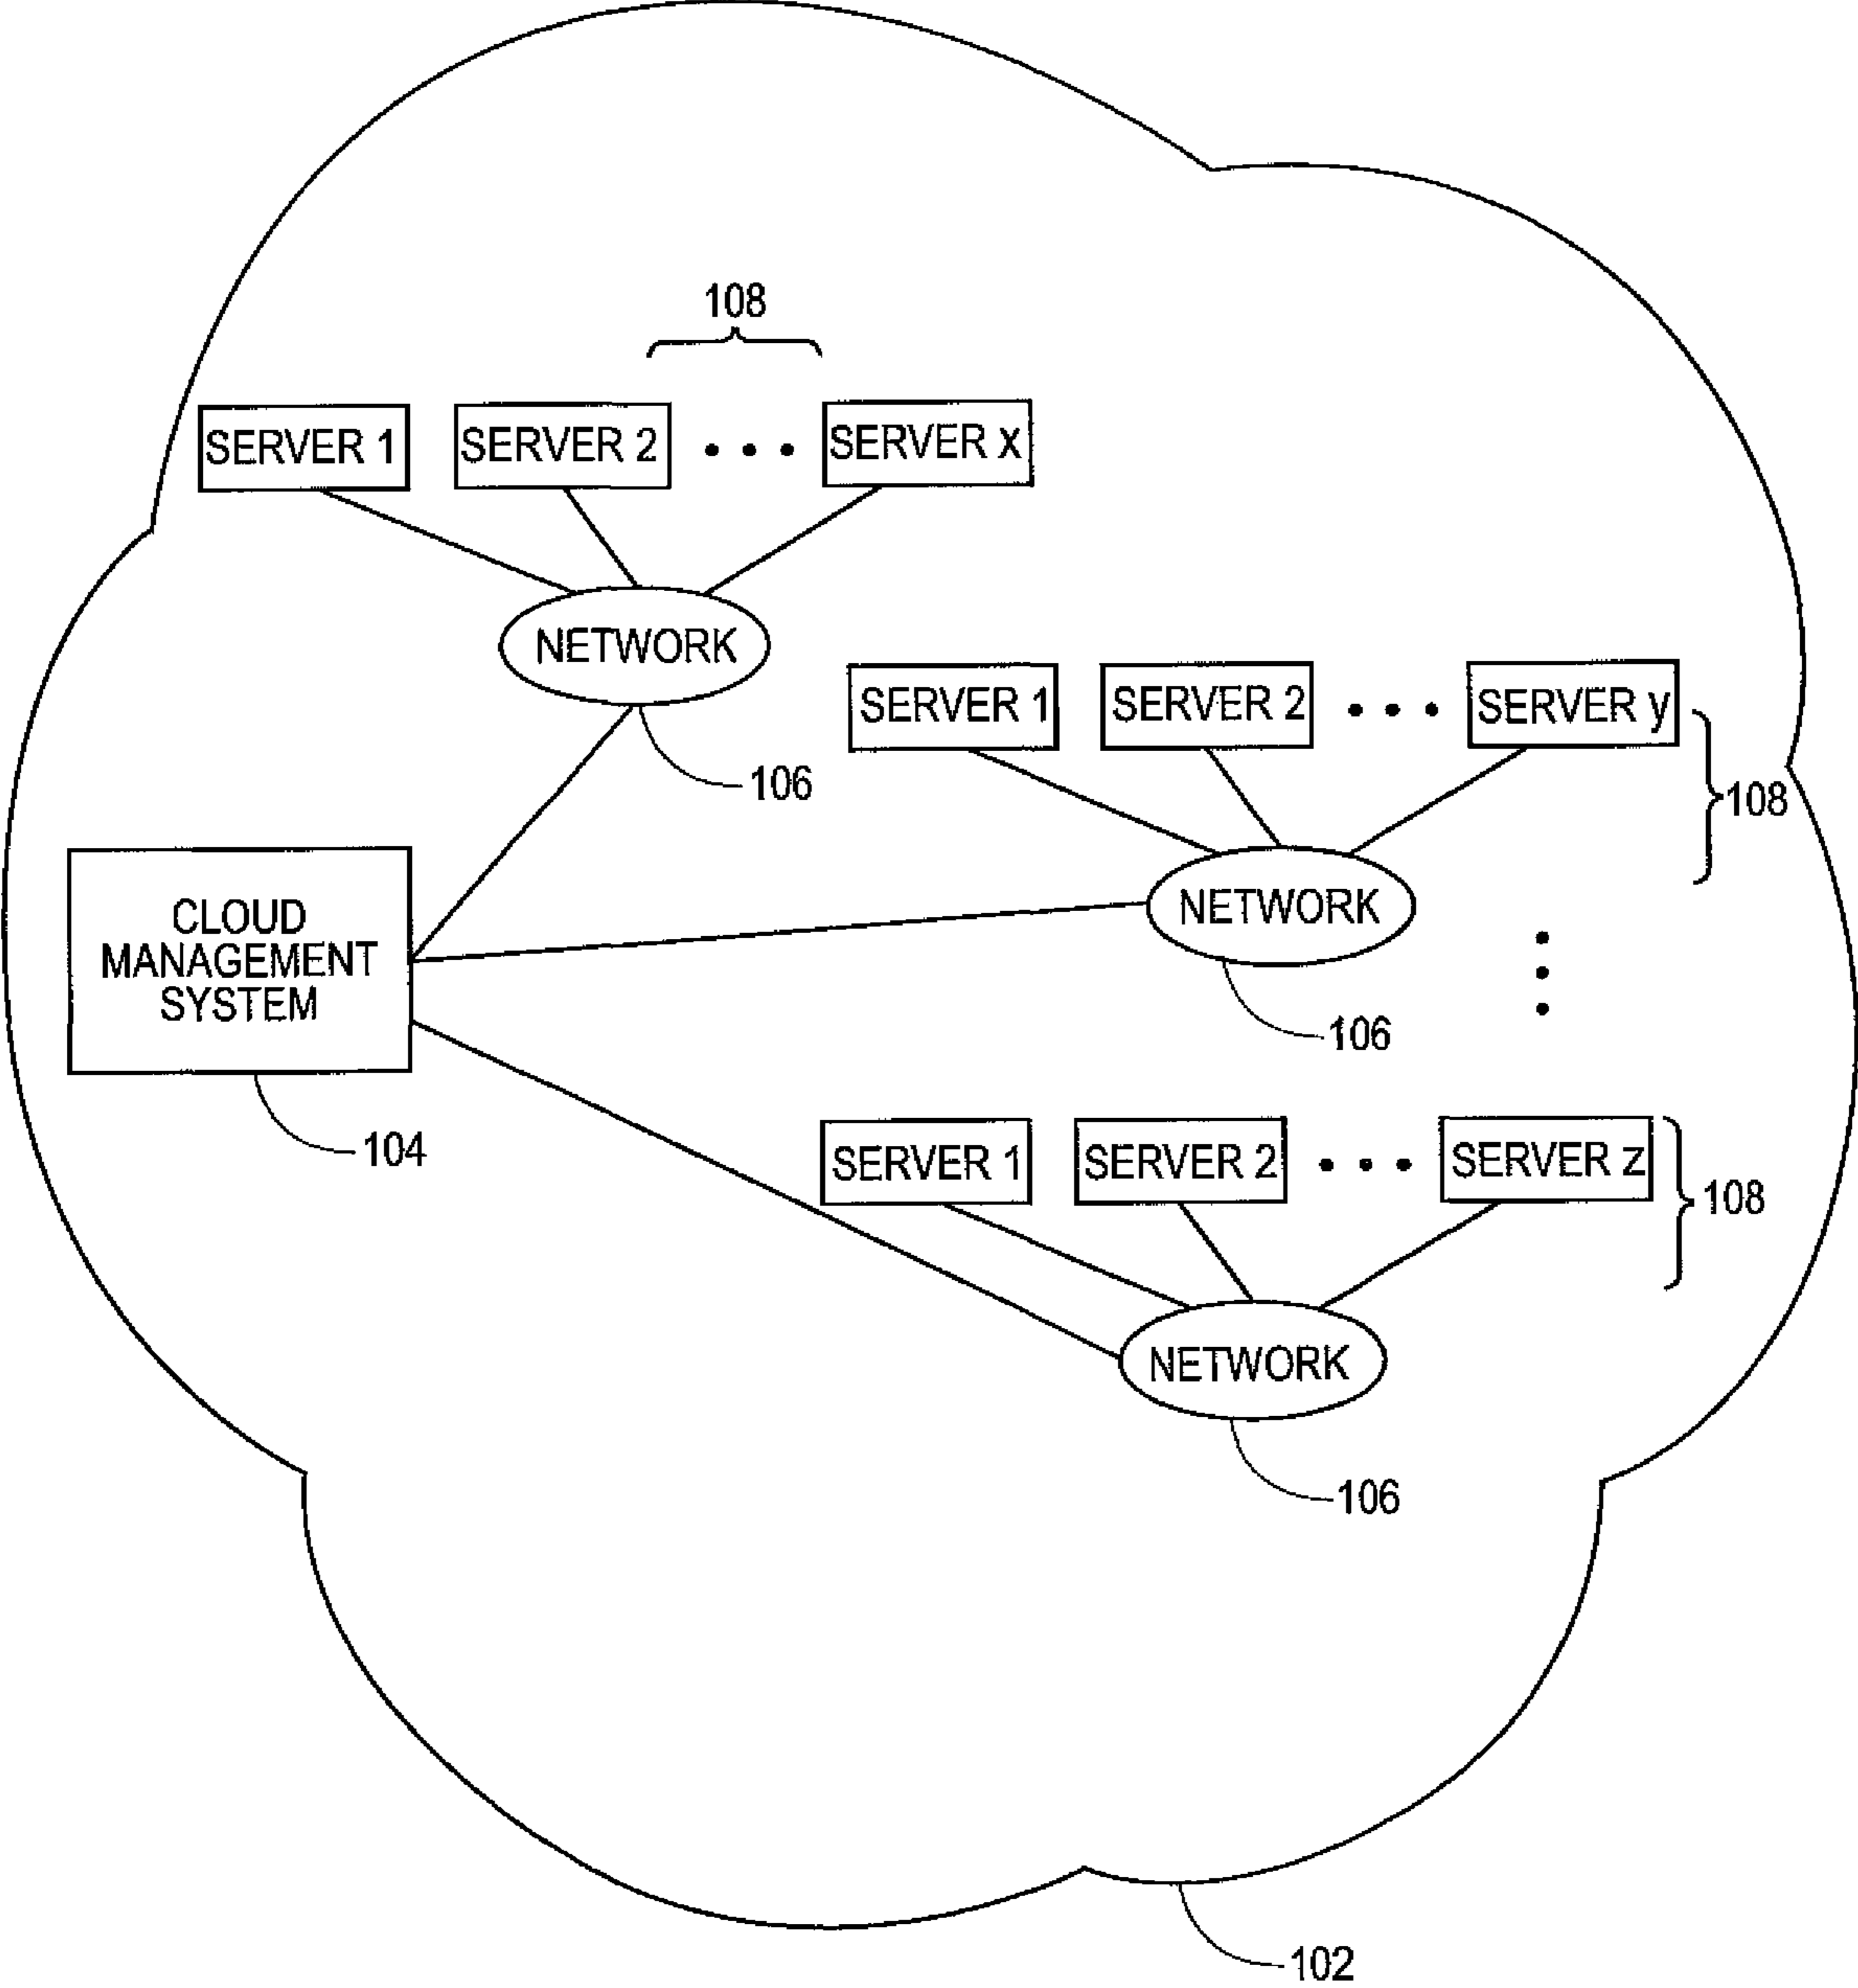 108
SERVER 1
SERVER 2
SERVER x
NETWORK
106
SERVER 1
SERVER 2
SERVER y
108
NETWORK
106
CLOUD
MANAGEMENT
SYSTEM
104
SERVER 1
SERVER 2
SERVER z
108
NETWORK
106
102